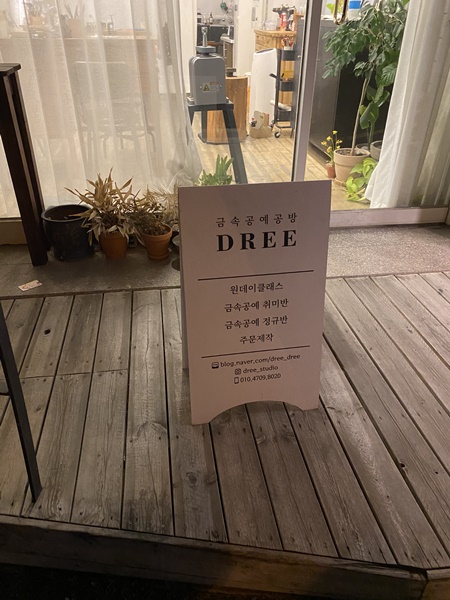 금속공예공방
DREE
원데이클래스
금속공예 취미반
금속공예 정규반
주문제작
blog.naver.com/dree_dree
dree_studio
010.4709.8020